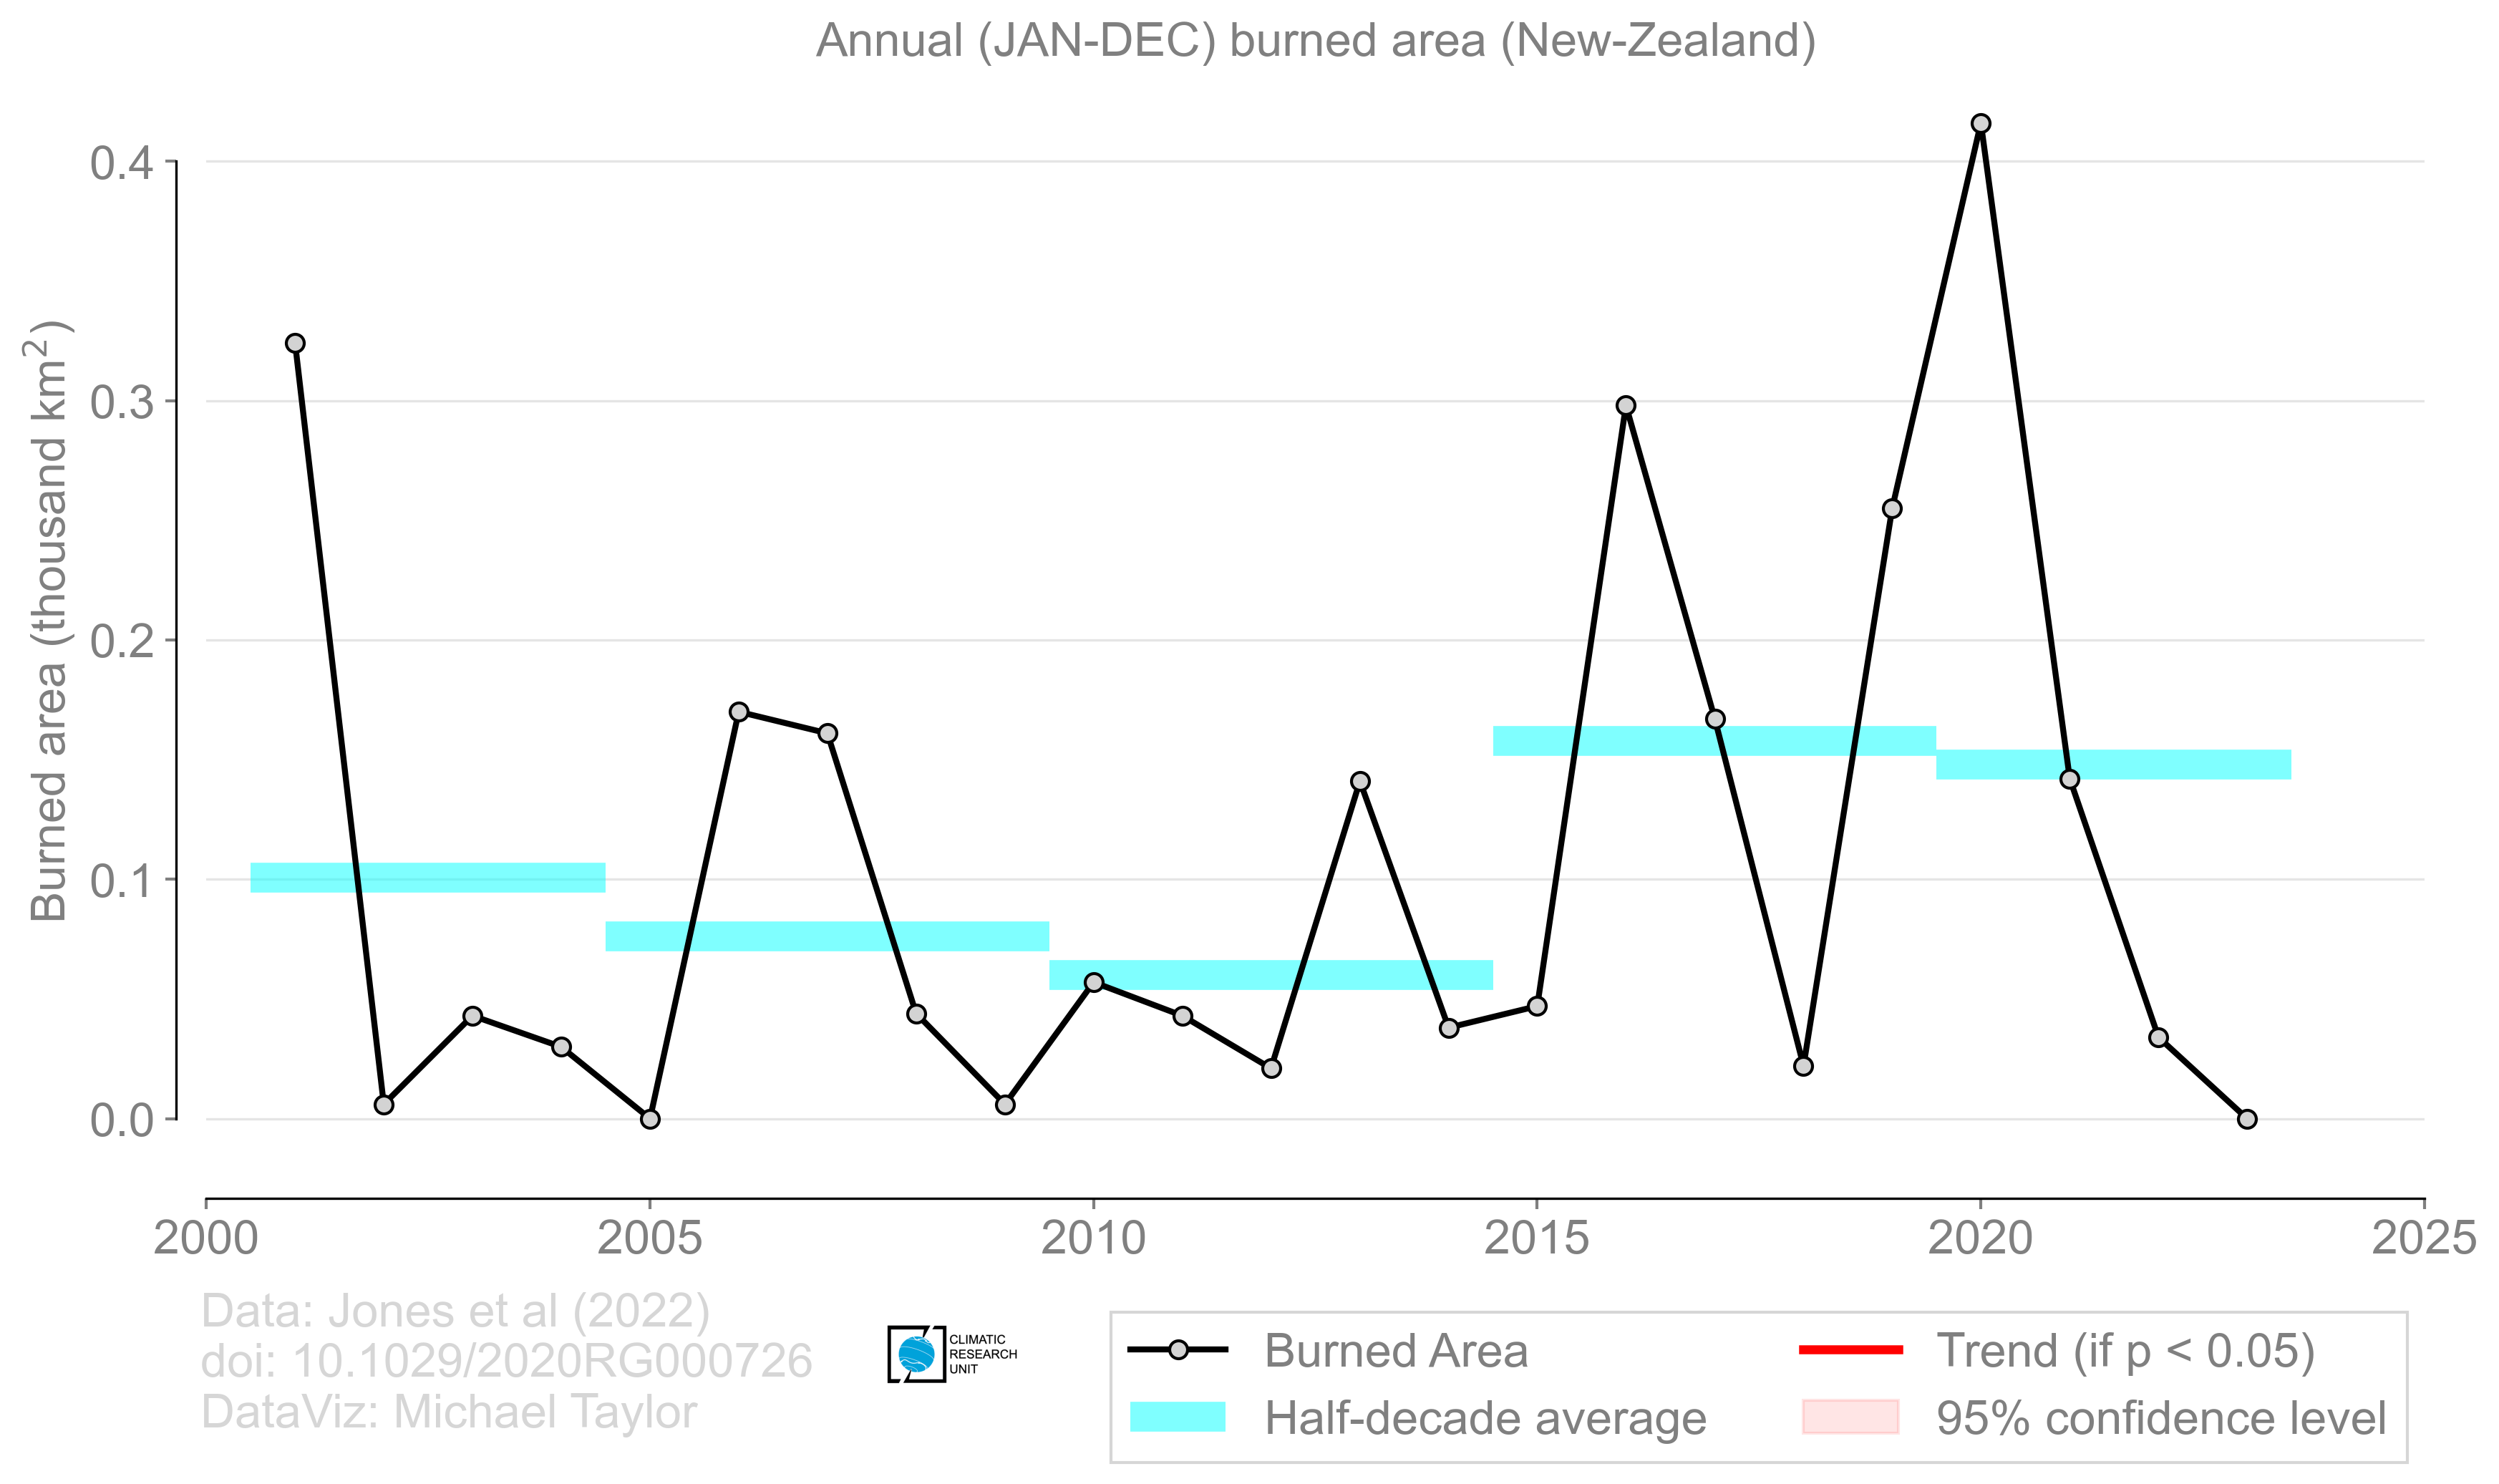 Annual (JAN-DEC) burned area (New-Zealand)
Burned area (thousand km²)
0.4
0.3
0.2
0.1
0.0
2000 2005 2010 2015 2020 2025
Data: Jones et al (2022)
doi: 10.1029/2020RG000726
DataViz: Michael Taylor
CLIMATIC
RESEARCH
UNIT
Burned Area
Half-decade average
Trend (if p < 0.05)
95% confidence level